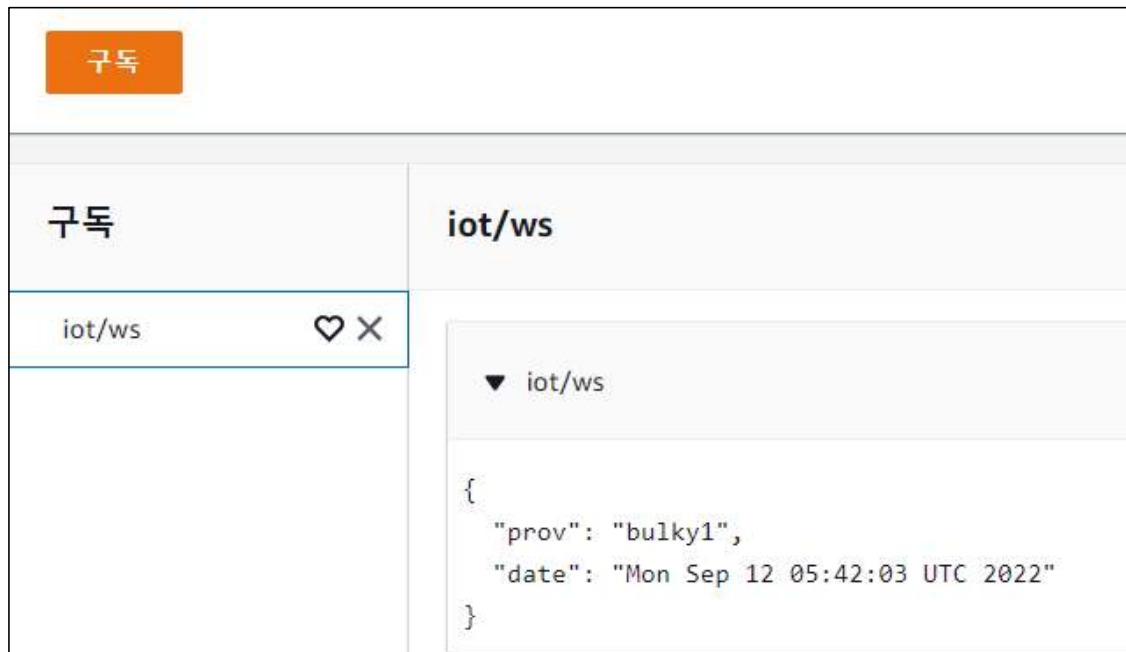 구독
구독
iot/ws
iot/ws
iot/ws
{
"prov": "bulky1",
"date": "Mon Sep 12 05:42:03 UTC 2022"
}